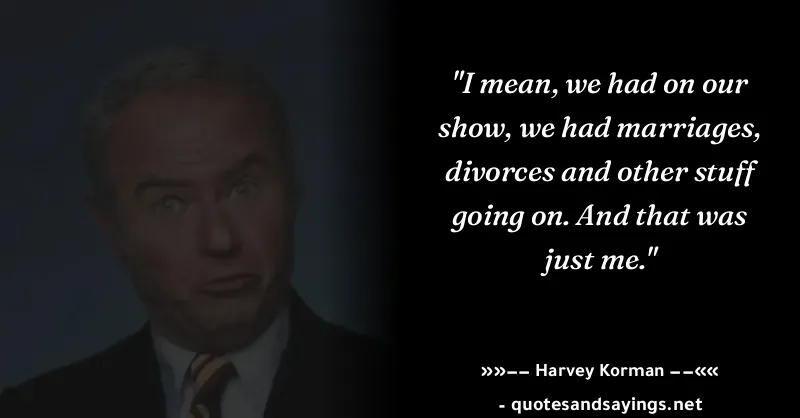 "I mean, we had on our
show, we had marriages,
divorces and other stuff
going on. And that was
just me."
»»−− Harvey Korman −−««
- quotesandsayings.net